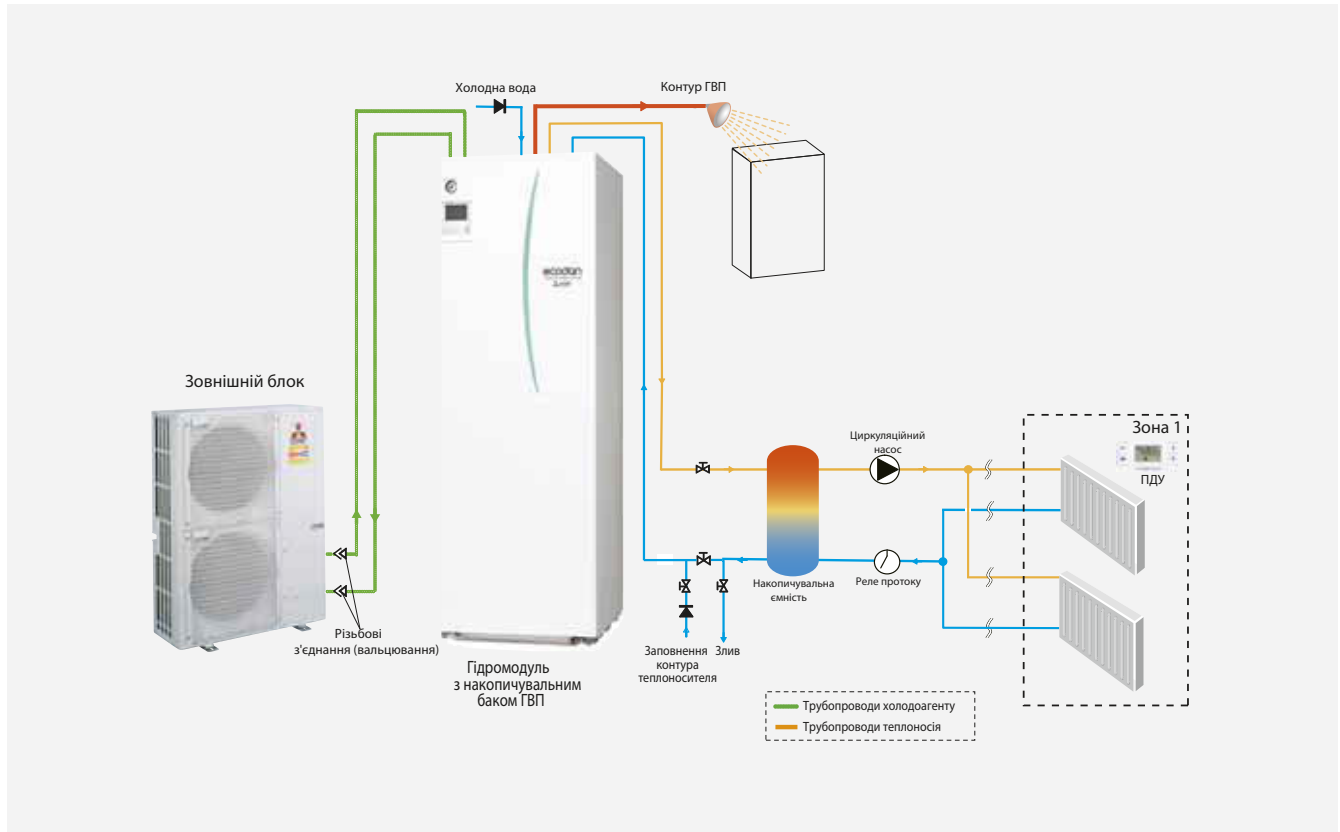 Холодна вода
Контур ГВП
ecodan
Зовнішній блок
Різьбові
з'єднання (вальцювання)
Гідромодуль
з накопичувальним
баком ГВП
Циркуляційний
насос
Зона 1
ПДУ
Накопичувальна
ємність
Реле протоку
Заповнення
контура
теплоносителя
Злив
Трубопроводи холодоагенту
Трубопроводи теплоносія